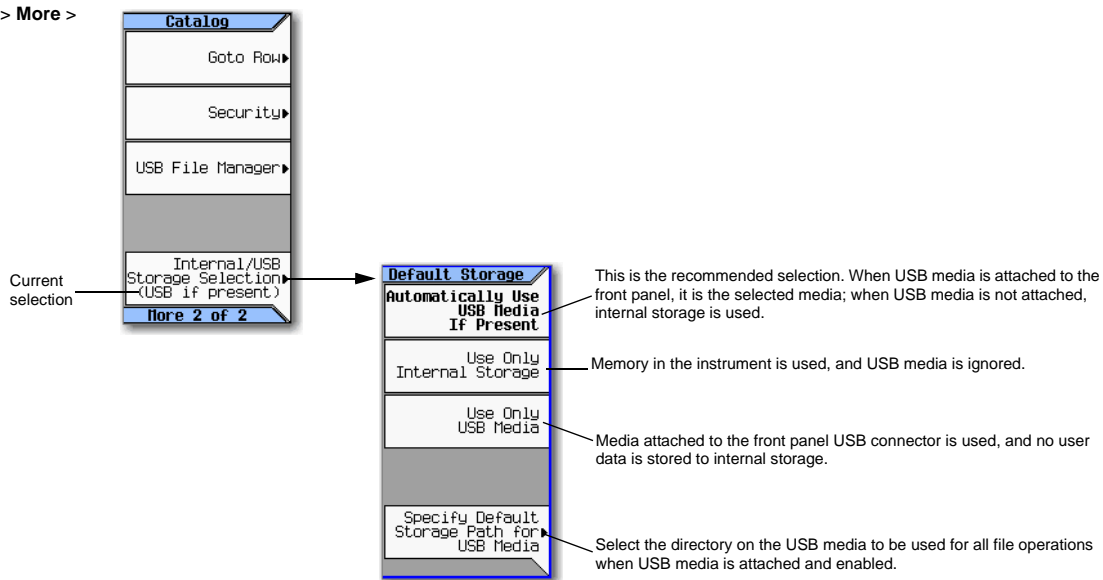 > More >
Catalog
Goto Row
Security
USB File Manager
Internal/USB
Storage Selection
(USB if present)
More 2 of 2
Current
selection
Default Storage
Automatically Use
USB Media
If Present
Use Only
Internal Storage
Use Only
USB Media
Specify Default
Storage Path for
USB Media
This is the recommended selection. When USB media is attached to the
front panel, it is the selected media; when USB media is not attached,
internal storage is used.
Memory in the instrument is used, and USB media is ignored.
Media attached to the front panel USB connector is used, and no user
data is stored to internal storage.
Select the directory on the USB media to be used for all file operations
when USB media is attached and enabled.